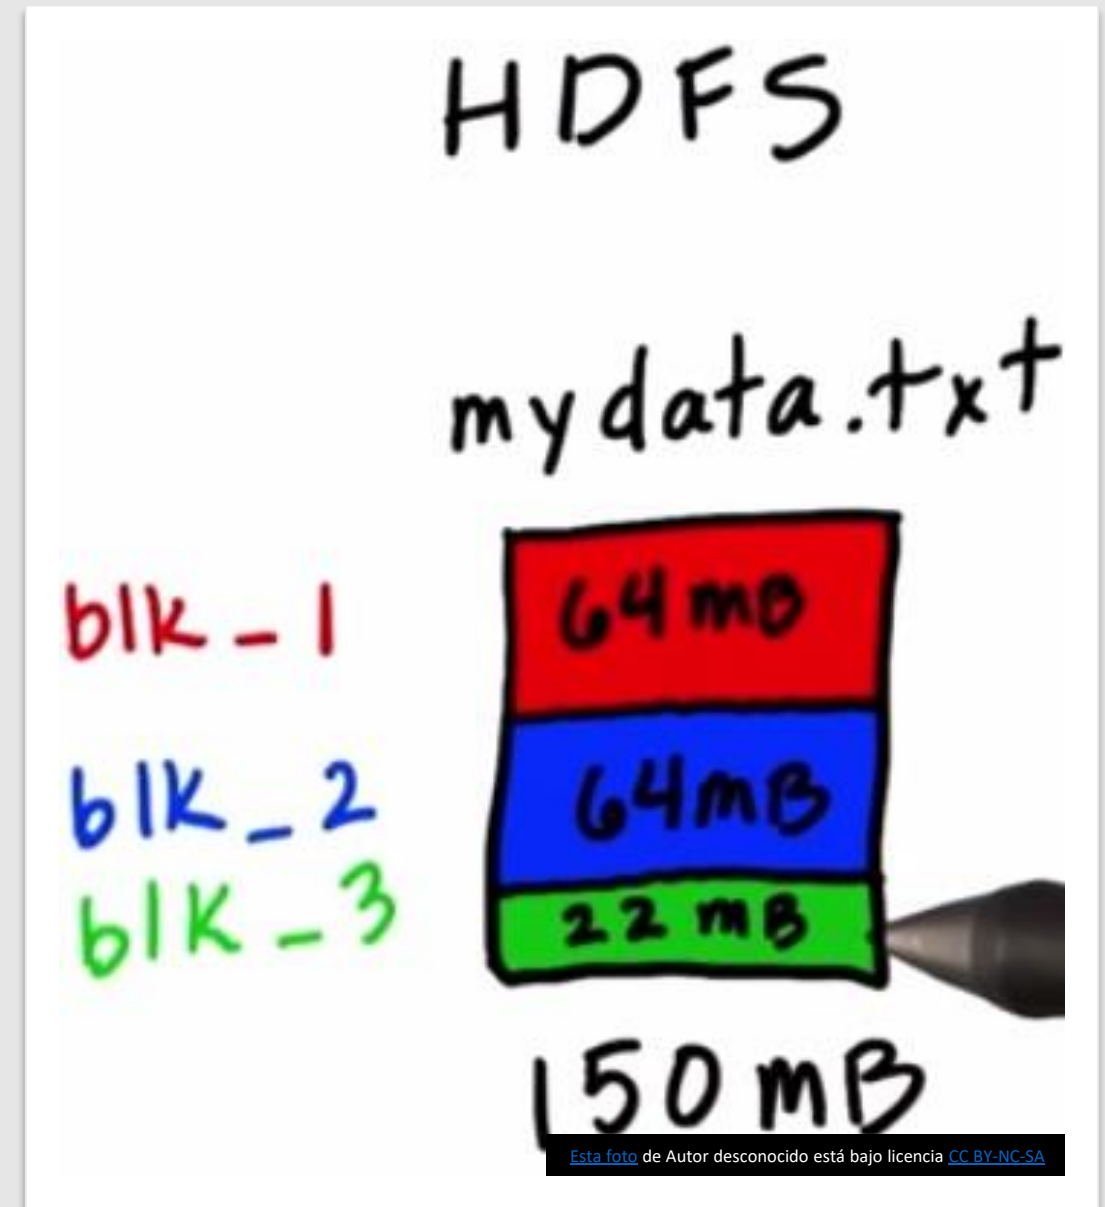 HDFS
mydata.txt
blk_1 64 mB
blk_2 64mB
blk_3 22 mB
150 mB
Esta foto de Autor desconocido está bajo licencia CC BY-NC-SA